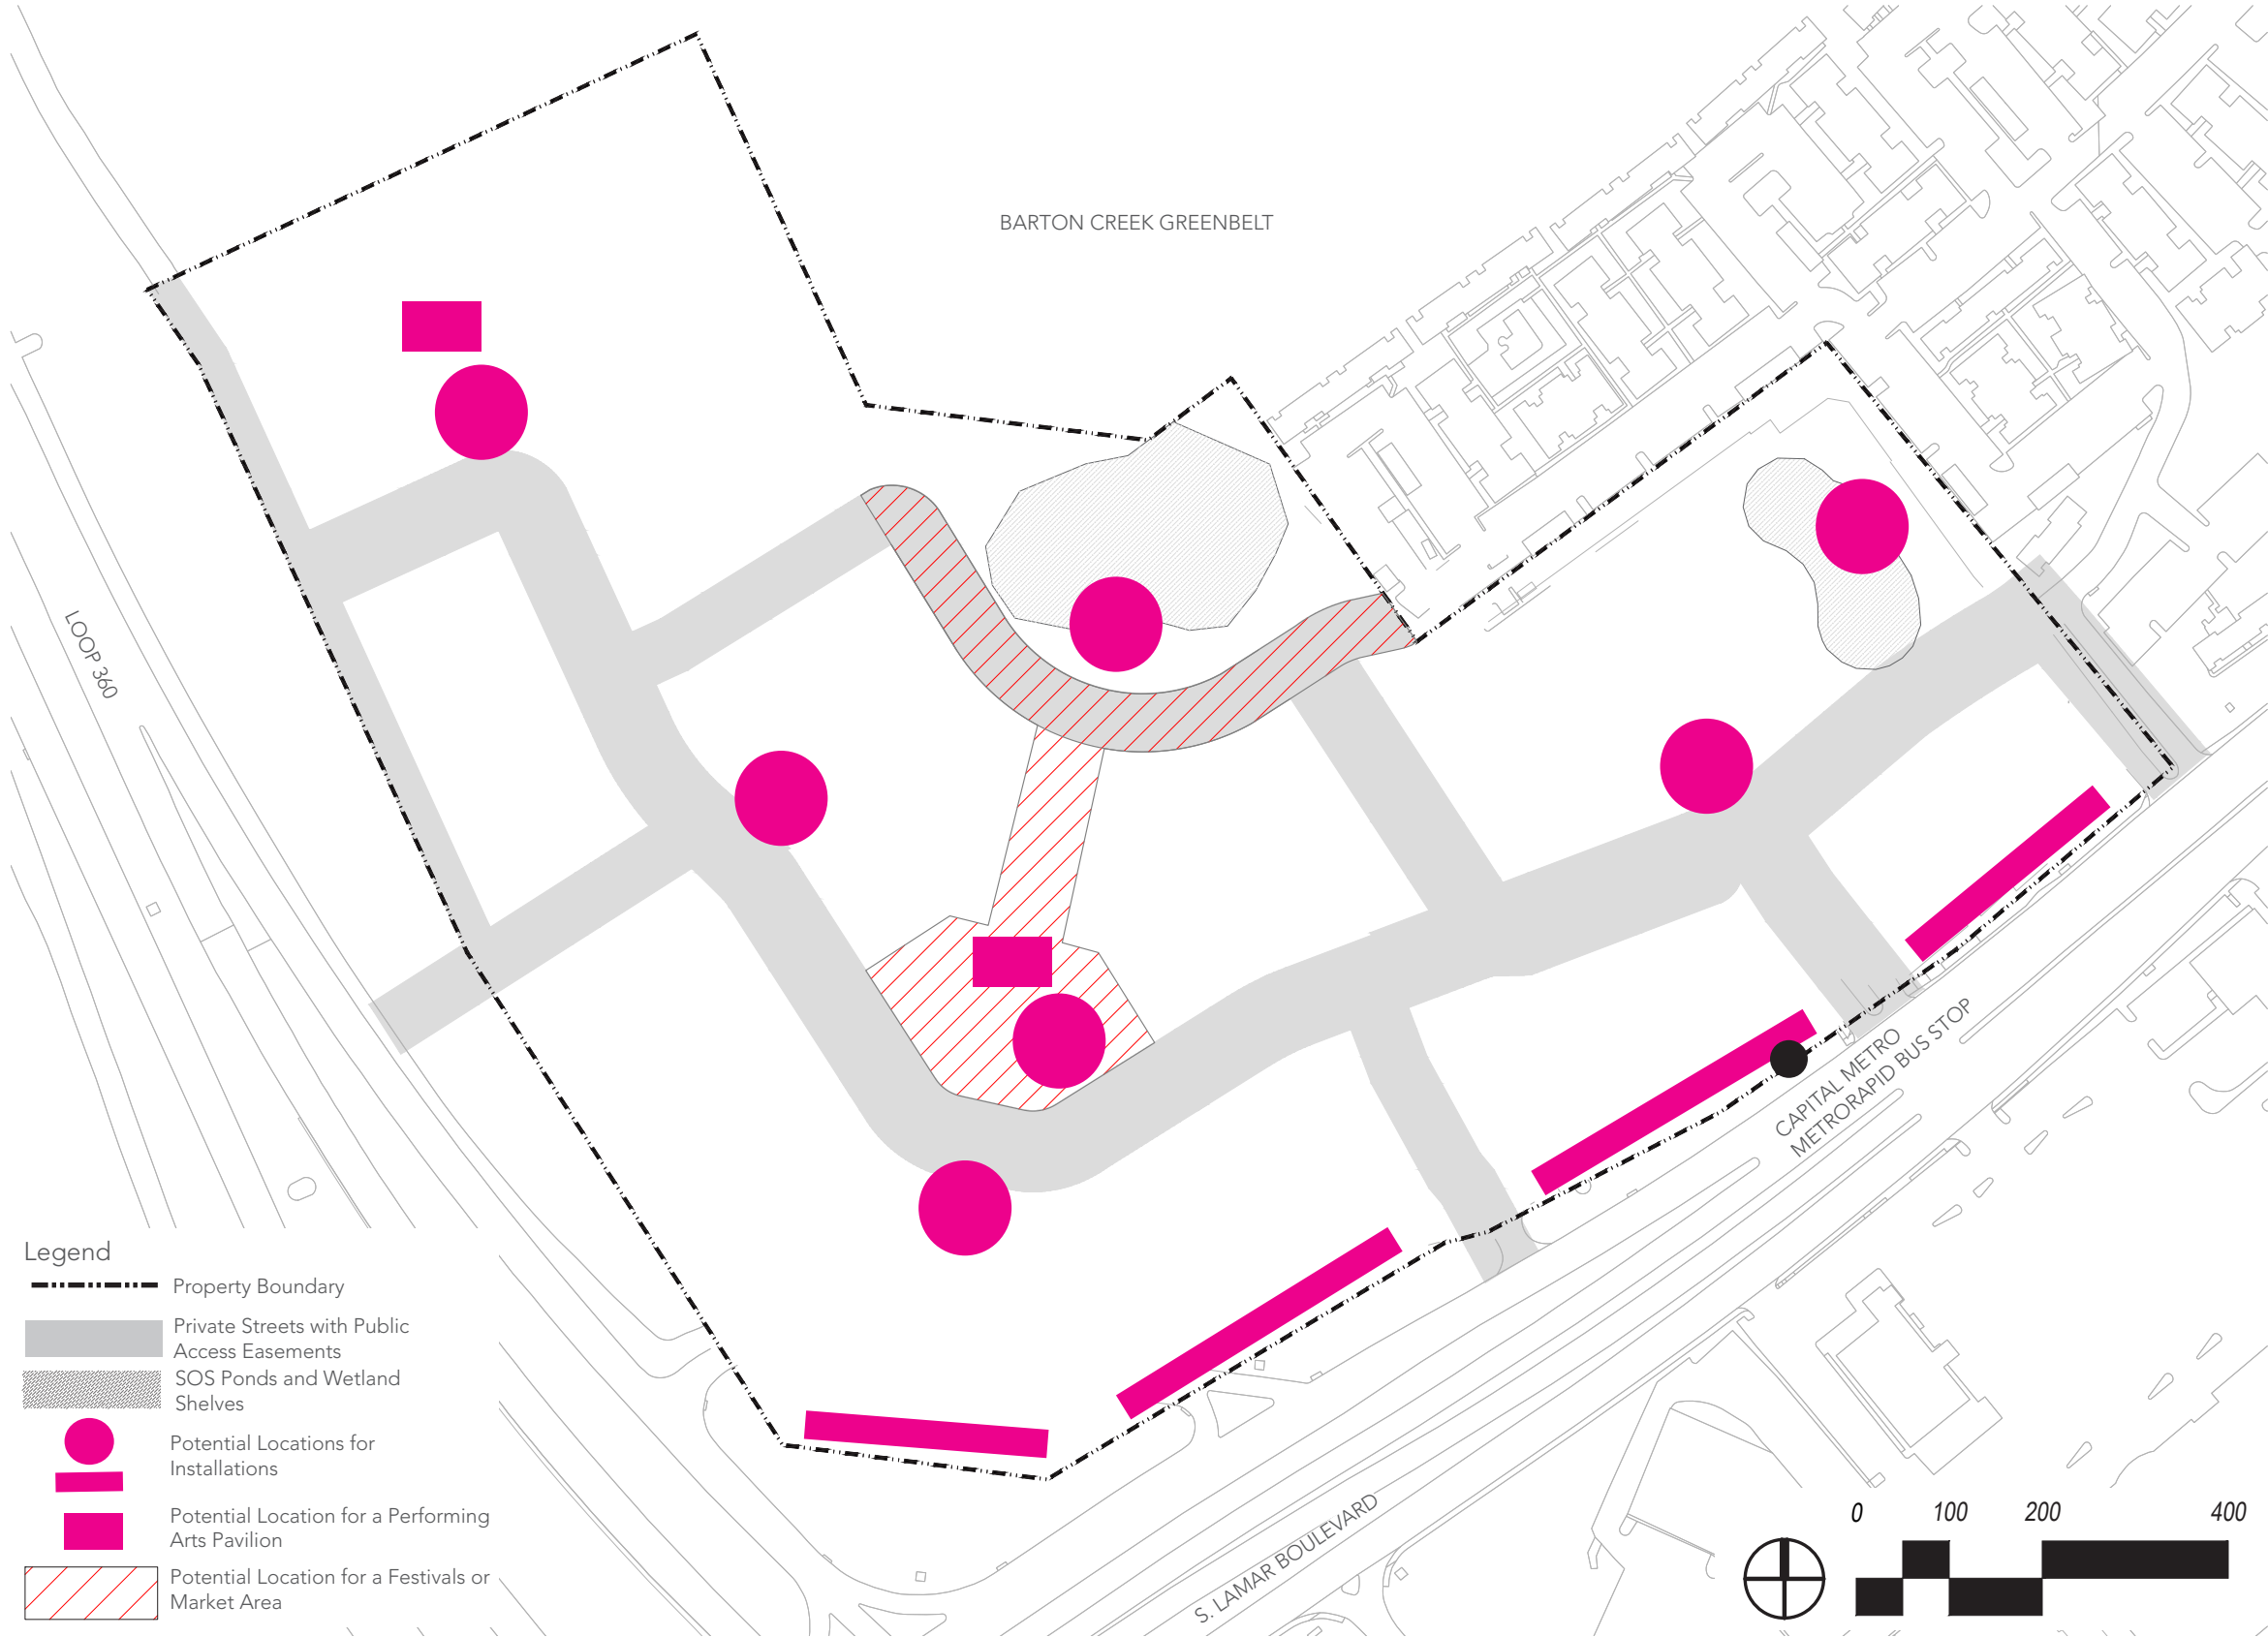 BARTON CREEK GREENBELT
LOOP 360
CAPITAL METRO
METRORAPID BUS STOP
S. LAMAR BOULEVARD
Legend
Property Boundary
Private Streets with Public
Access Easements
SOS Ponds and Wetland
Shelves
Potential Locations for
Installations
Potential Location for a Performing
Arts Pavilion
Potential Location for a Festivals or
Market Area
0 100 200 400